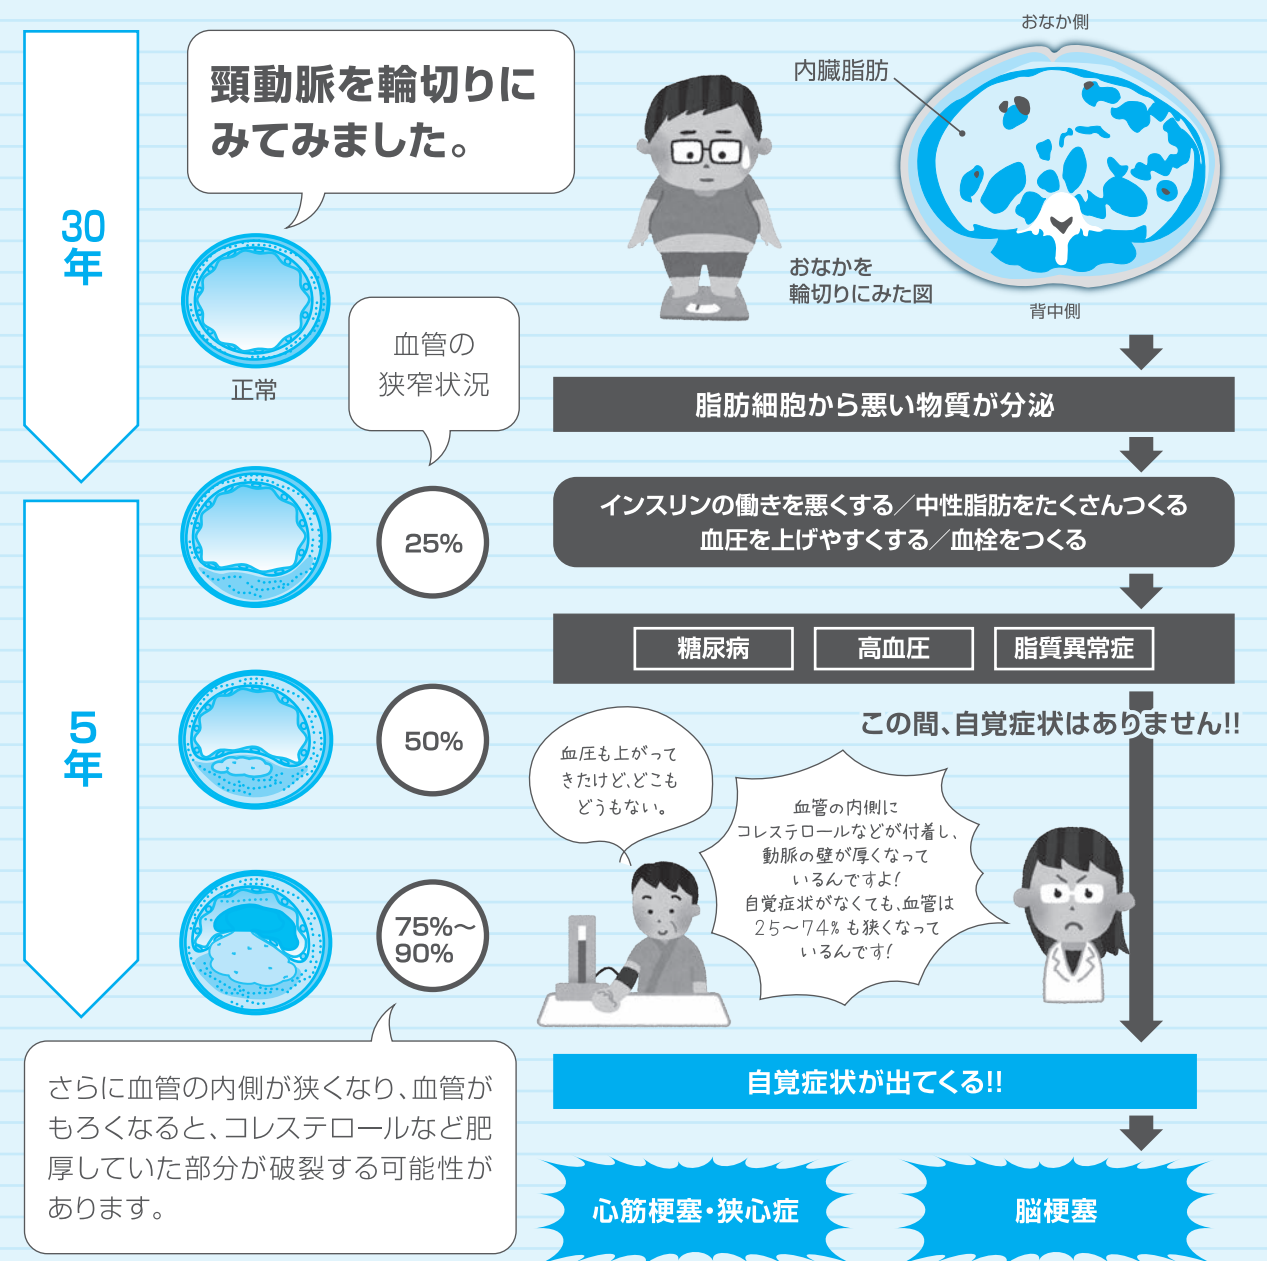 30
年
5
年
頸動脈を輪切りに
みてみました。
正常
血管の
狭窄状況
25%
50%
75%～
90%
さらに血管の内側が狭くなり、血管が
もろくなると、コレステロールなど肥
厚していた部分が破裂する可能性が
あります。
おなか側
内臓脂肪
おなかを
輪切りにみた図
背中側
脂肪細胞から悪い物質が分泌
インスリンの働きを悪くする／中性脂肪をたくさんつくる
血圧を上げやすくする／血栓をつくる
糖尿病
高血圧
脂質異常症
この間、自覚症状はありません!!
血圧も上がって
きたけど、どこも
どうもない。
血管の内側に
コレステロールなどが付着し、
動脈の壁が厚くなって
いるんですよ!
自覚症状がなくても、血管は
25～74%も狭くなって
いるんです!
自覚症状が出てくる!!
心筋梗塞・狭心症
脳梗塞